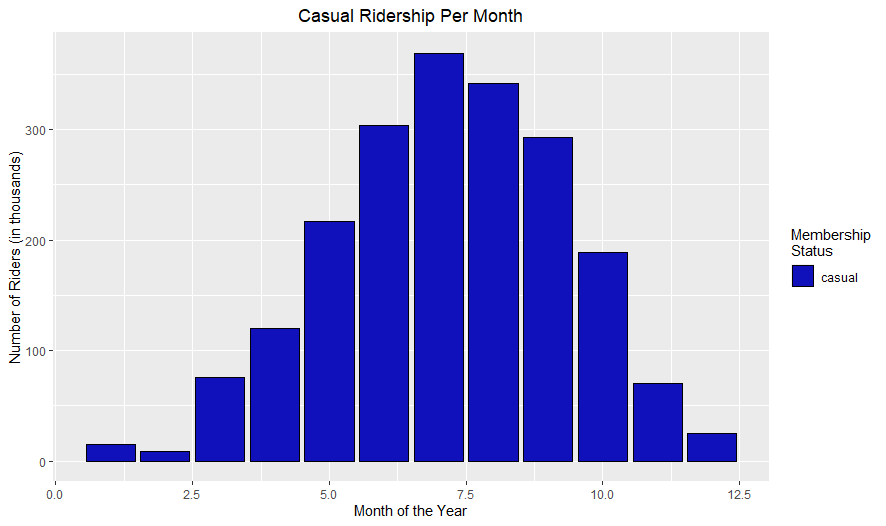 Casual Ridership Per Month
Number of Riders (in thousands)
300
200
100
0
0.0
2.5
5.0
7.5
10.0
12.5
Month of the Year
Membership
Status
casual